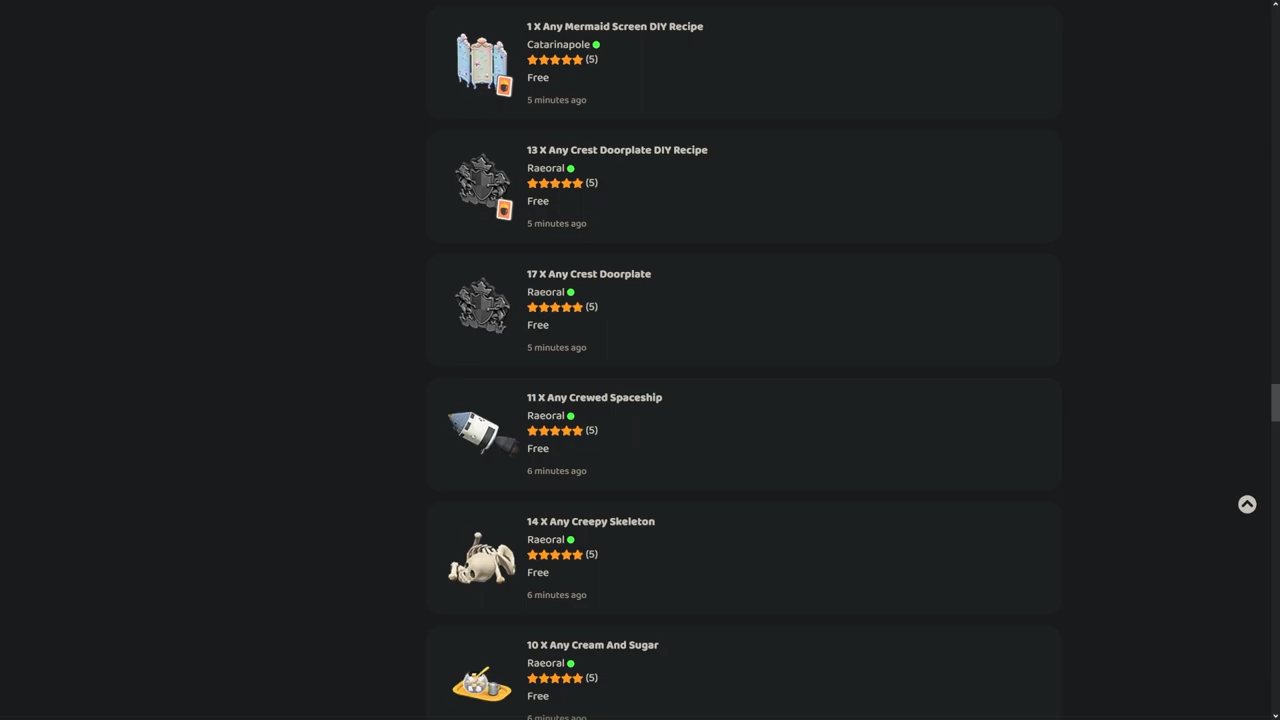 1 X Any Mermaid Screen DIY Recipe
Catarinapole
(5)
Free
5 minutes ago
13 X Any Crest Doorplate DIY Recipe
Raeoral
(5)
Free
5 minutes ago
17 X Any Crest Doorplate
Raeoral
(5)
Free
5 minutes ago
11 X Any Crewed Spaceship
Raeoral
(5)
Free
6 minutes ago
14 X Any Creepy Skeleton
Raeoral
(5)
Free
6 minutes ago
10 X Any Cream And Sugar
Raeoral
(5)
Free
6 minutes ago